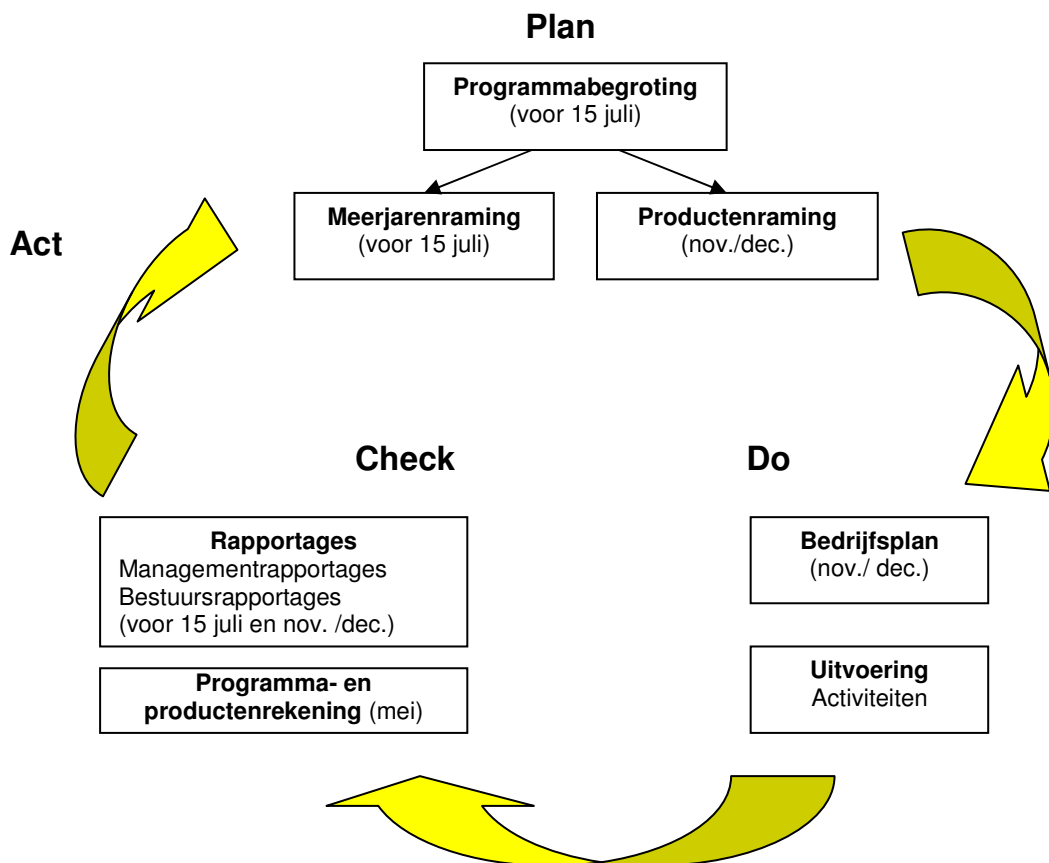 Plan
Programmabegroting
(voor 15 juli)
Meerjarenraming
(voor 15 juli)
Productenraming
(nov./dec.)
Act
Check
Do
Rapportages
Managementrapportages
Bestuursrapportages
(voor 15 juli en nov. /dec.)
Programma- en
productenrekening (mei)
Bedrijfsplan
(nov./ dec.)
Uitvoering
Activiteiten